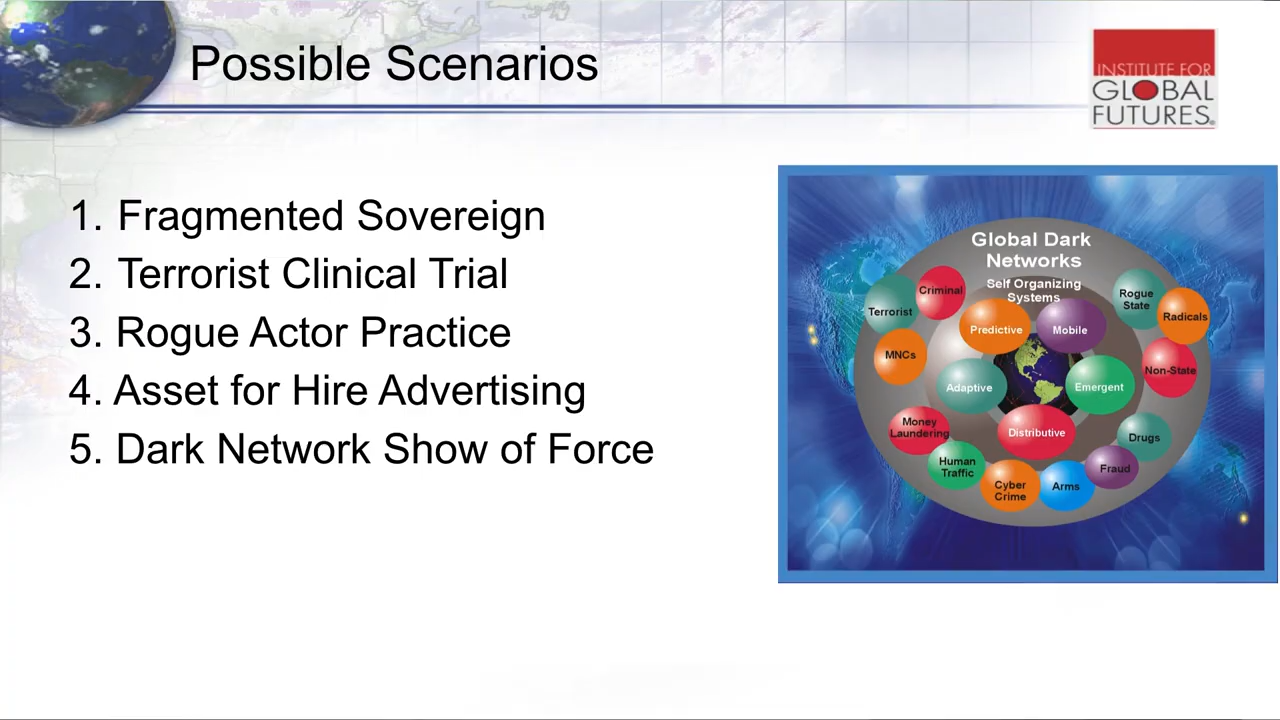 Possible Scenarios
INSTITUTE FOR
GLOBAL
FUTURES
1. Fragmented Sovereign
2. Terrorist Clinical Trial
3. Rogue Actor Practice
4. Asset for Hire Advertising
5. Dark Network Show of Force
Global Dark
Networks
Self Organizing
Systems
Criminal
Terrorist
MNCs
Rogue
State
Radicals
Non-State
Predictive
Mobile
Adaptive
Emergent
Distributive
Money
Laundering
Human
Traffic
Cyber
Crime
Arms
Fraud
Drugs